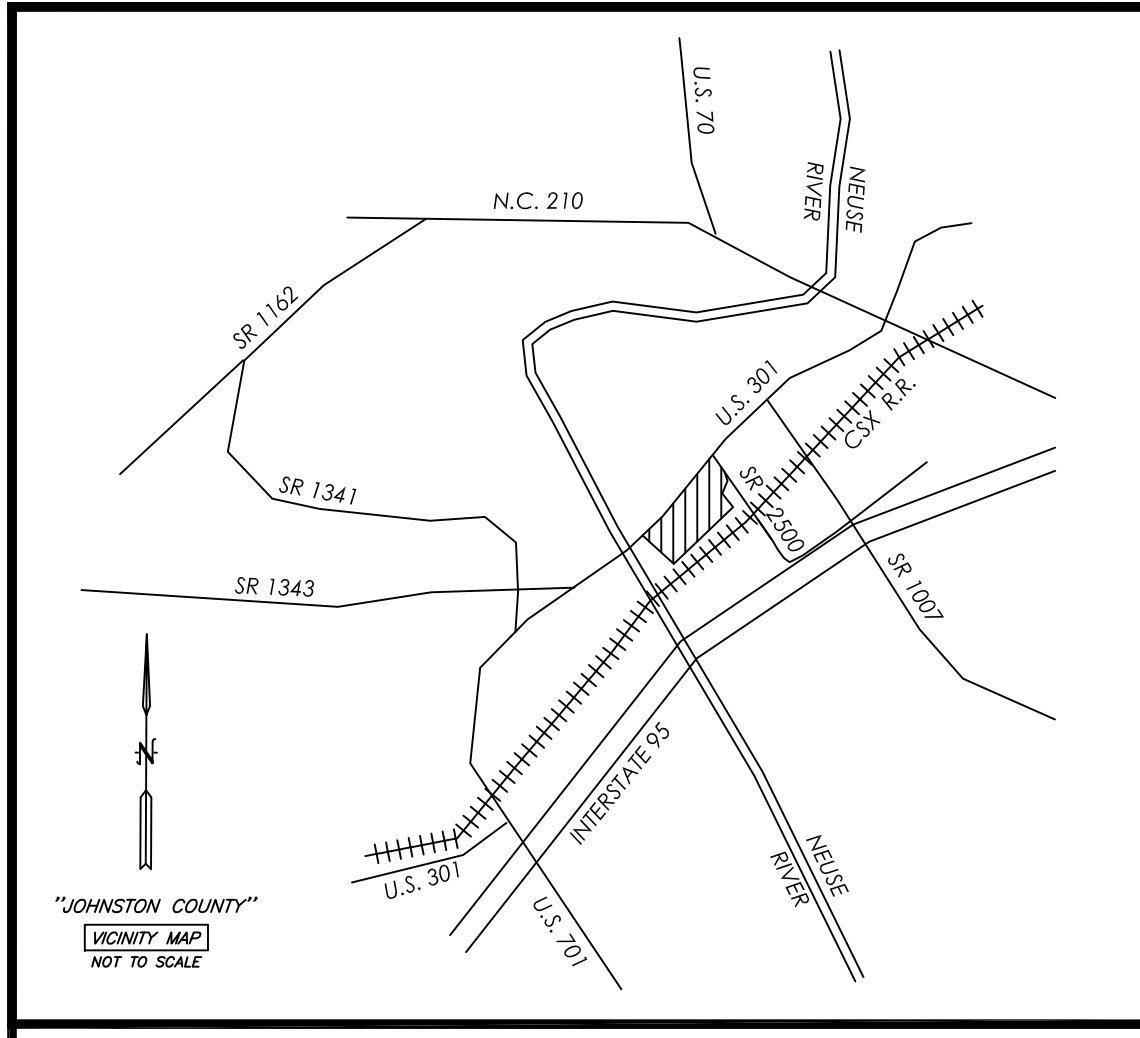 U.S. 70
NEUSE
RIVER
N.C. 210
SR 1162
U.S. 301
CSX R.R.
SR 1341
SR 2500
SR 1343
SR 1007
N
INTERSTATE 95
U.S. 301
NEUSE
RIVER
U.S. 701
"JOHNSTON COUNTY"
VICINITY MAP
NOT TO SCALE